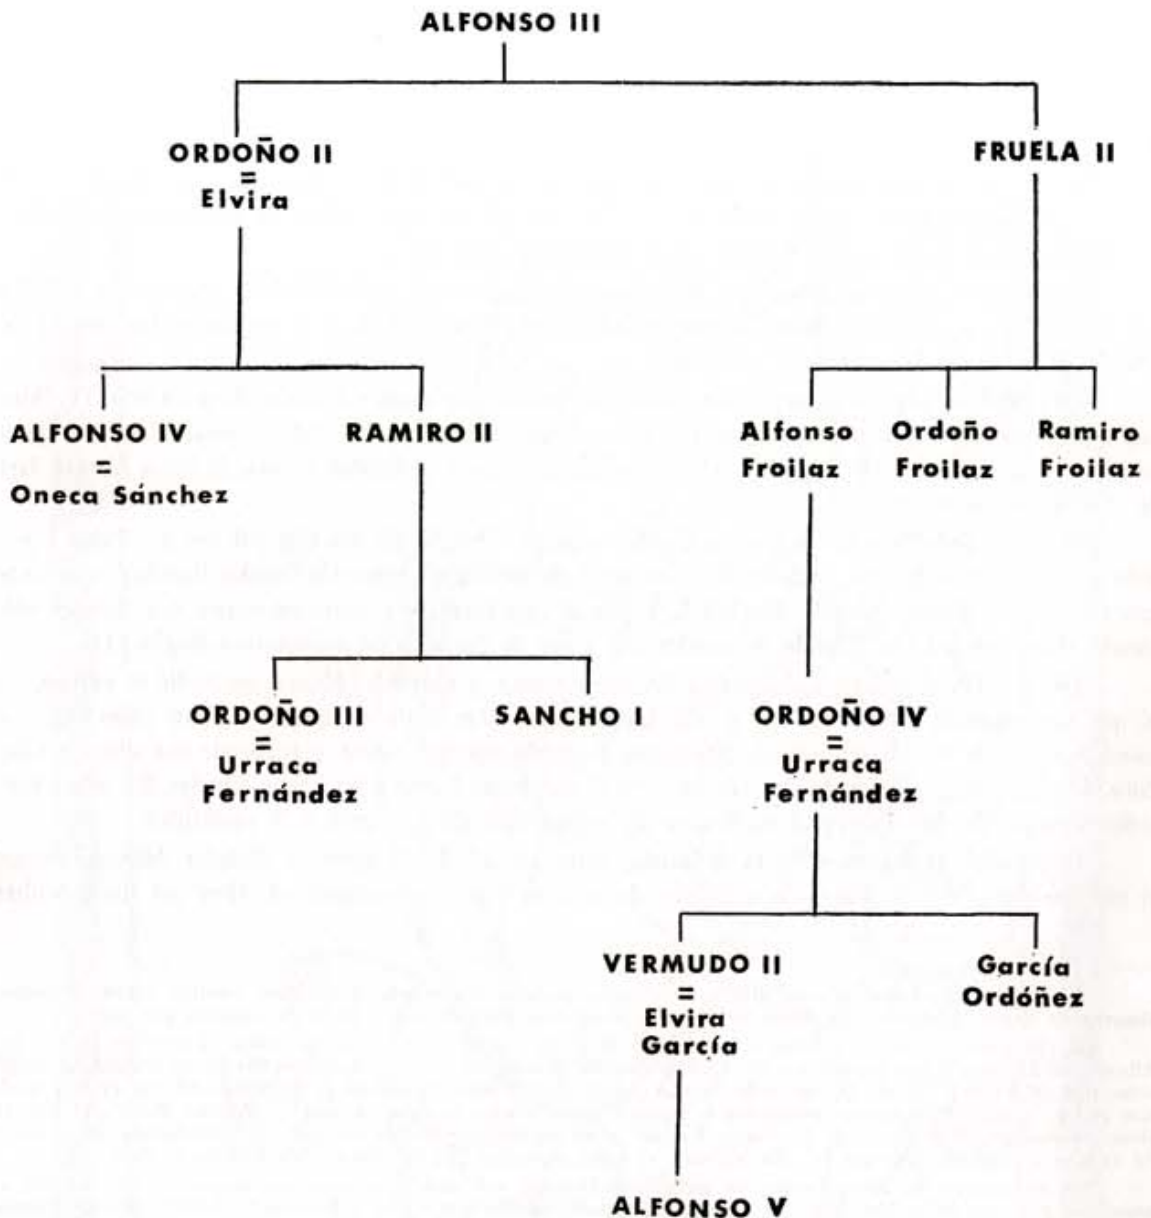 ALFONSO III
ORDOÑO II
=
Elvira
FRUELA II
ALFONSO IV
=
Oneca Sánchez
RAMIRO II
Alfonso
Froilaz
Ordoño
Froilaz
Ramiro
Froilaz
ORDOÑO III
=
Urraca
Fernández
SANCHO I
ORDOÑO IV
=
Urraca
Fernández
VERMUDO II
=
Elvira
García
García
Ordóñez
ALFONSO V